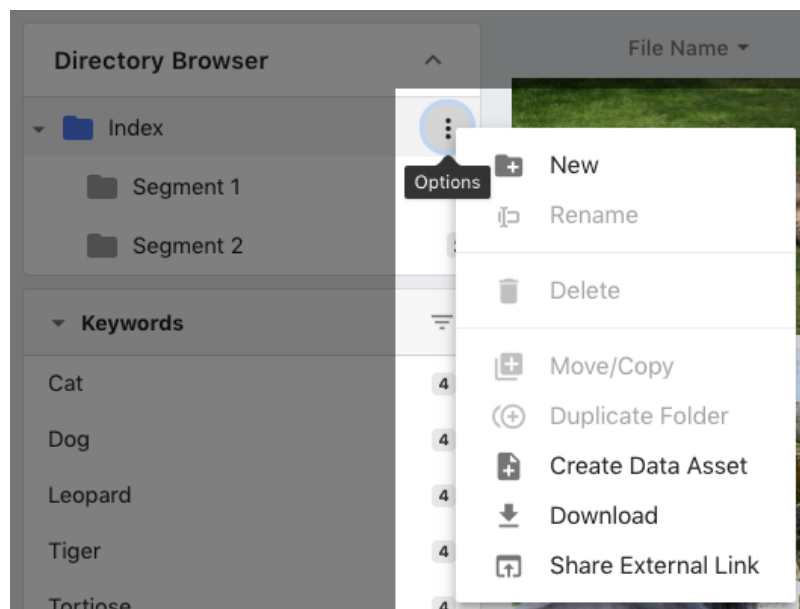 Directory Browser
File Name
Index
Options
Segment 1
Segment 2
New
Rename
Delete
Move/Copy
Duplicate Folder
Create Data Asset
Download
Share External Link
Keywords
Cat 4
Dog 4
Leopard 4
Tiger 4
Tortiose 4